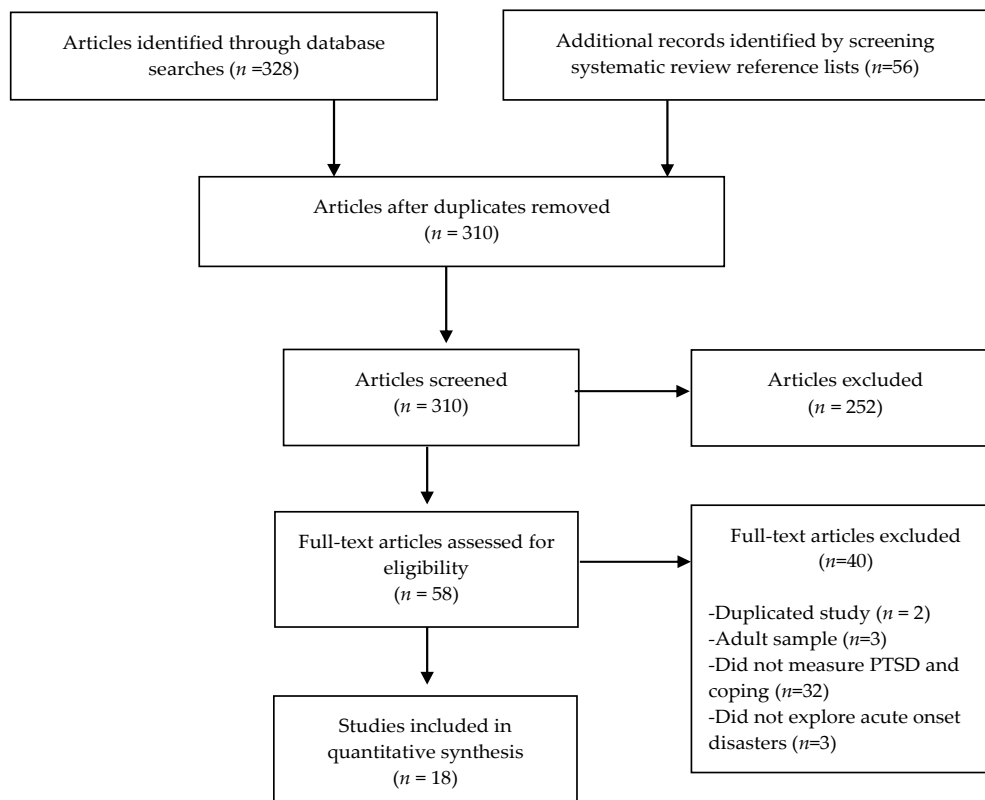 Articles identified through database
searches (n =328)
Additional records identified by screening
systematic review reference lists (n=56)
Articles after duplicates removed
(n = 310)
Articles screened
(n = 310)
Articles excluded
(n = 252)
Full-text articles assessed for
eligibility
(n = 58)
Full-text articles excluded
(n=40)
-Duplicated study (n = 2)
-Adult sample (n=3)
-Did not measure PTSD and
coping (n=32)
-Did not explore acute onset
disasters (n=3)
Studies included in
quantitative synthesis
(n = 18)